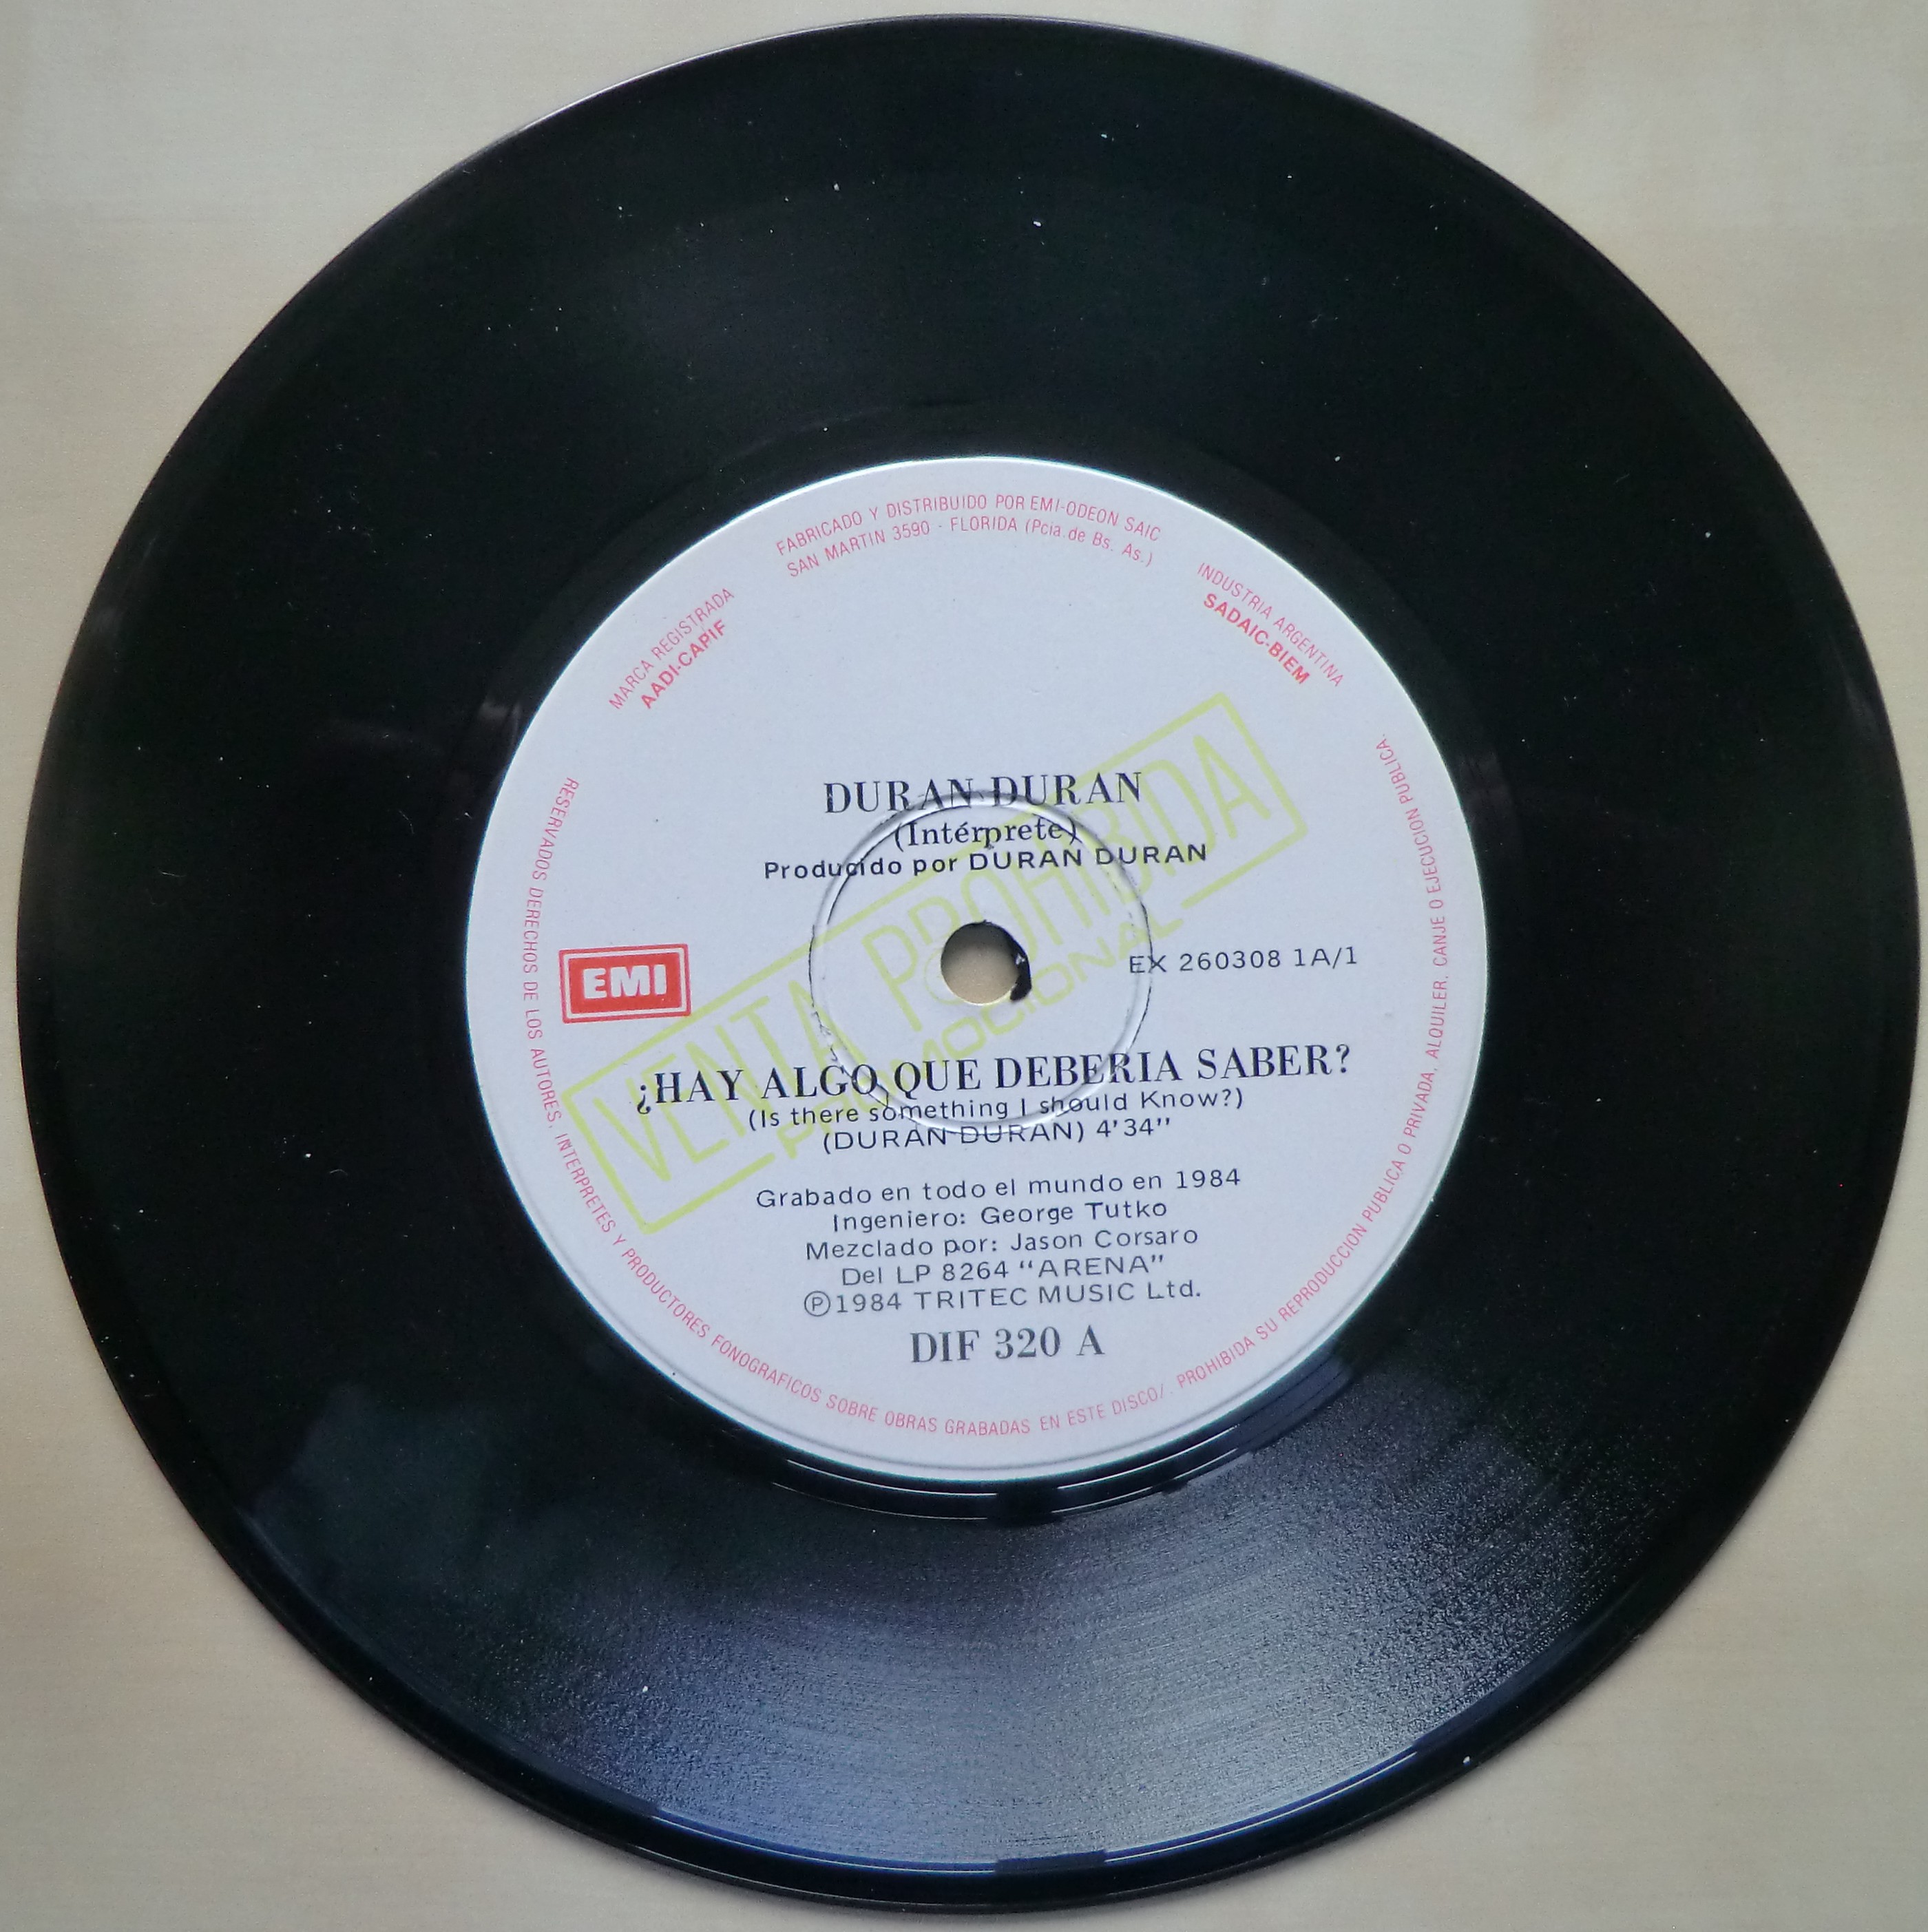 FABRICADO Y DISTRIBUIDO POR EMI-ODEON SAIC
SAN MARTIN 3590 - FLORIDA (Pcia. de Bs. As.)
MARCA REGISTRADA
AADI-CAPIF
INDUSTRIA ARGENTINA
SADAIC-BIEM
DURAN DURAN
(Intérprete)
Producido por DURAN DURAN
EMI
EX 260308 1A/1
VENTA PROHIBIDA
PROMOCIONAL
¿HAY ALGO QUE DEBERIA SABER?
(Is there something I should Know?)
(DURAN DURAN) 4'34"
Grabado en todo el mundo en 1984
Ingeniero: George Tutko
Mezclado por: Jason Corsaro
Del LP 8264 "ARENA"
Ⓟ1984 TRITEC MUSIC Ltd.
DIF 320 A
RESERVADOS DERECHOS DE LOS AUTORES, INTERPRETES Y PRODUCTORES FONOGRAFICOS SOBRE OBRAS GRABADAS EN ESTE DISCO/. PROHIBIDA SU REPRODUCCION PUBLICA O PRIVADA, ALQUILER, CANJE O EJECUCION PUBLICA.